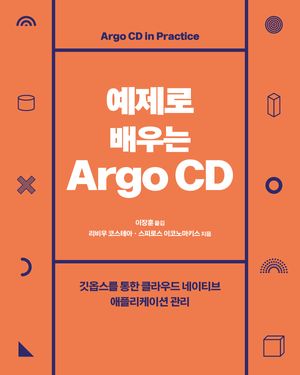 Argo CD in Practice
예제로
배우는
Argo CD
이장훈 옮김
리비우 코스테아 · 스피로스 이코노마키스 지음
깃옵스를 통한 클라우드 네이티브
애플리케이션 관리